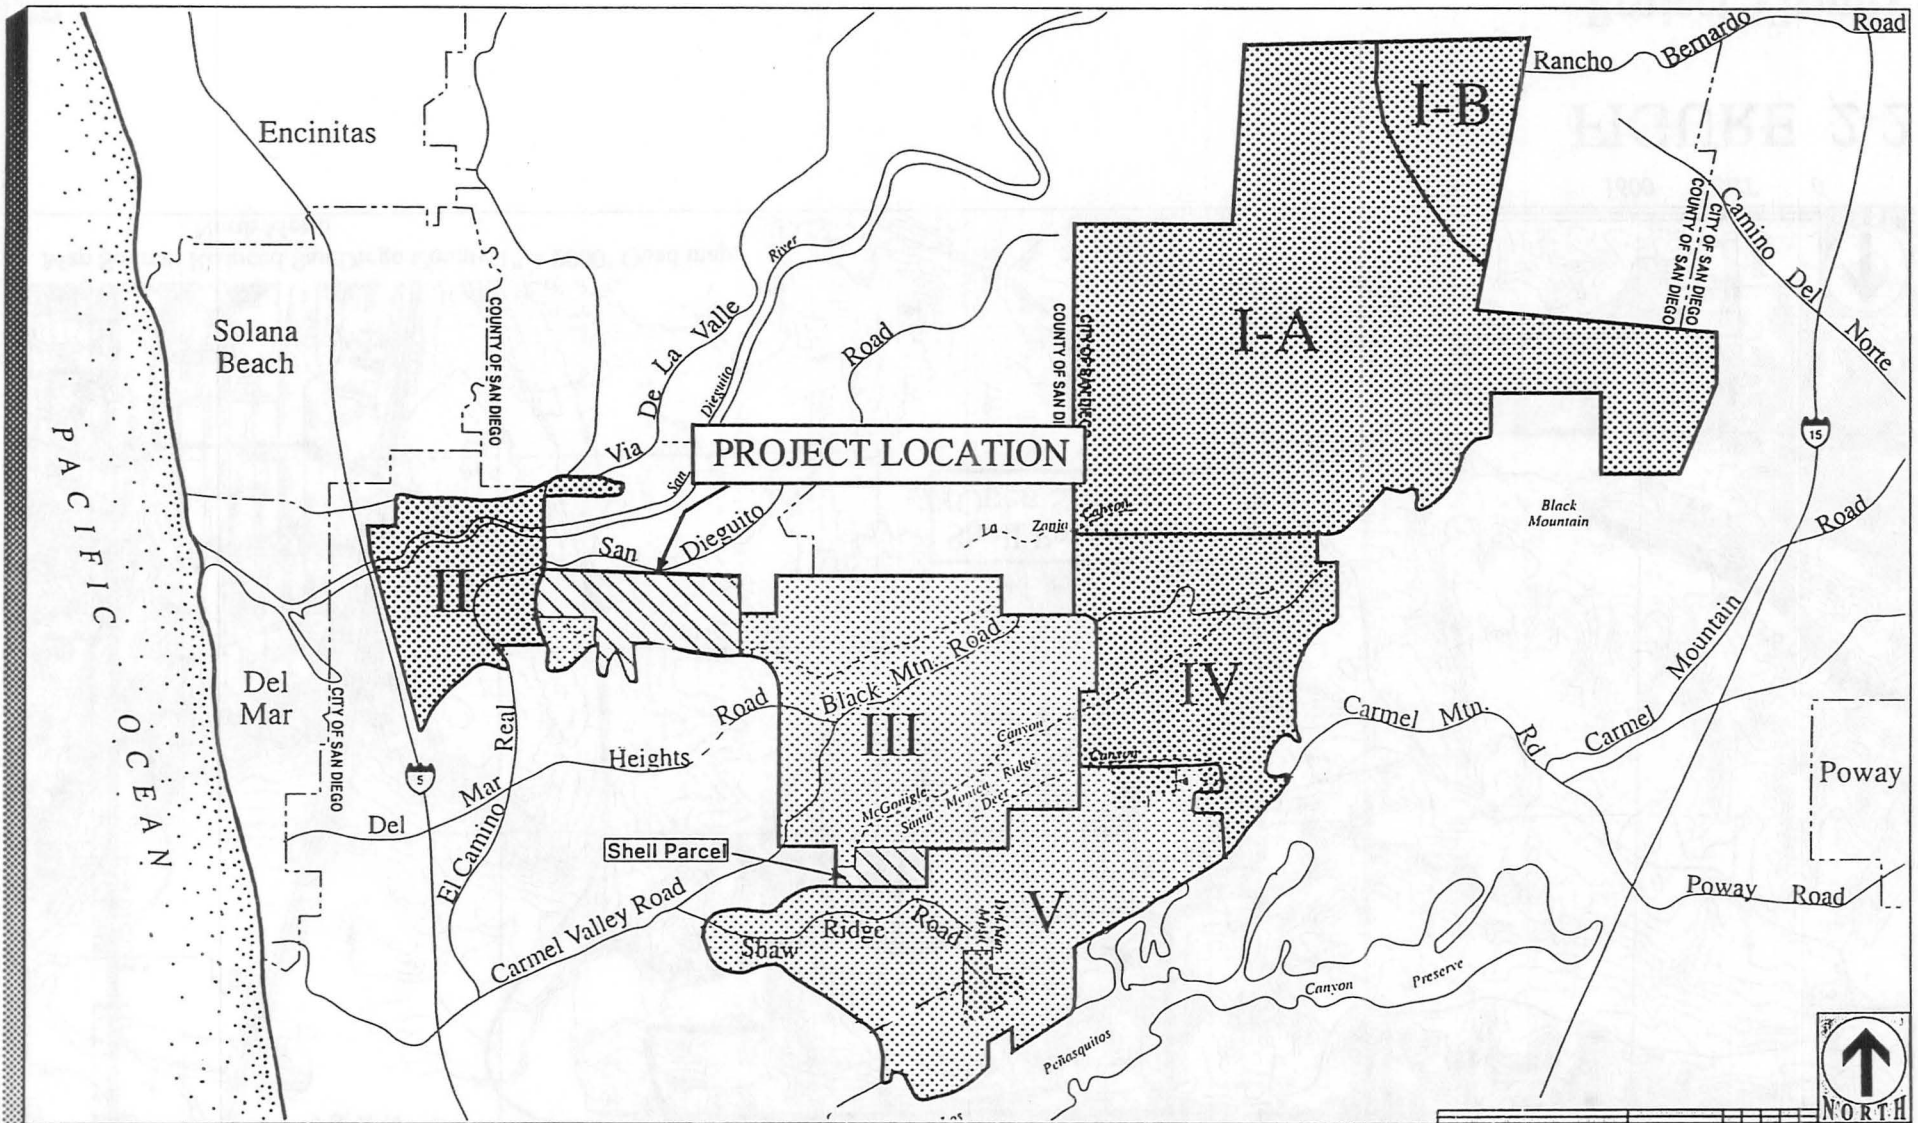 Rancho Bernardo Road
I-B
Encinitas
COUNTY OF SAN DIEGO
CITY OF SAN DIEGO
Camino Del Norte
River
Solana
Beach
COUNTY OF SAN DIEGO
Via De La Valle
San Dieguito
Road
COUNTY OF SAN DI
CITY OF SAN DIEG
I-A
15
PROJECT LOCATION
Black
Mountain
La Zanja Canyon
San Dieguito
PACIFIC OCEAN
II
Carmel Mountain Road
Del
Mar
CITY OF SAN DIEGO
Black Mtn. Road
IV
III
Carmel Mtn. Rd
Poway
5
Del Mar Heights Road
El Camino Real
McGonigle Canyon
Santa Monica Ridge
Deer Canyon
Shell Parcel
Carmel Valley Road
V
Poway Road
Shaw Ridge Road
Del Mar
Mesa
Peñasquitos Canyon Preserve
NORTH